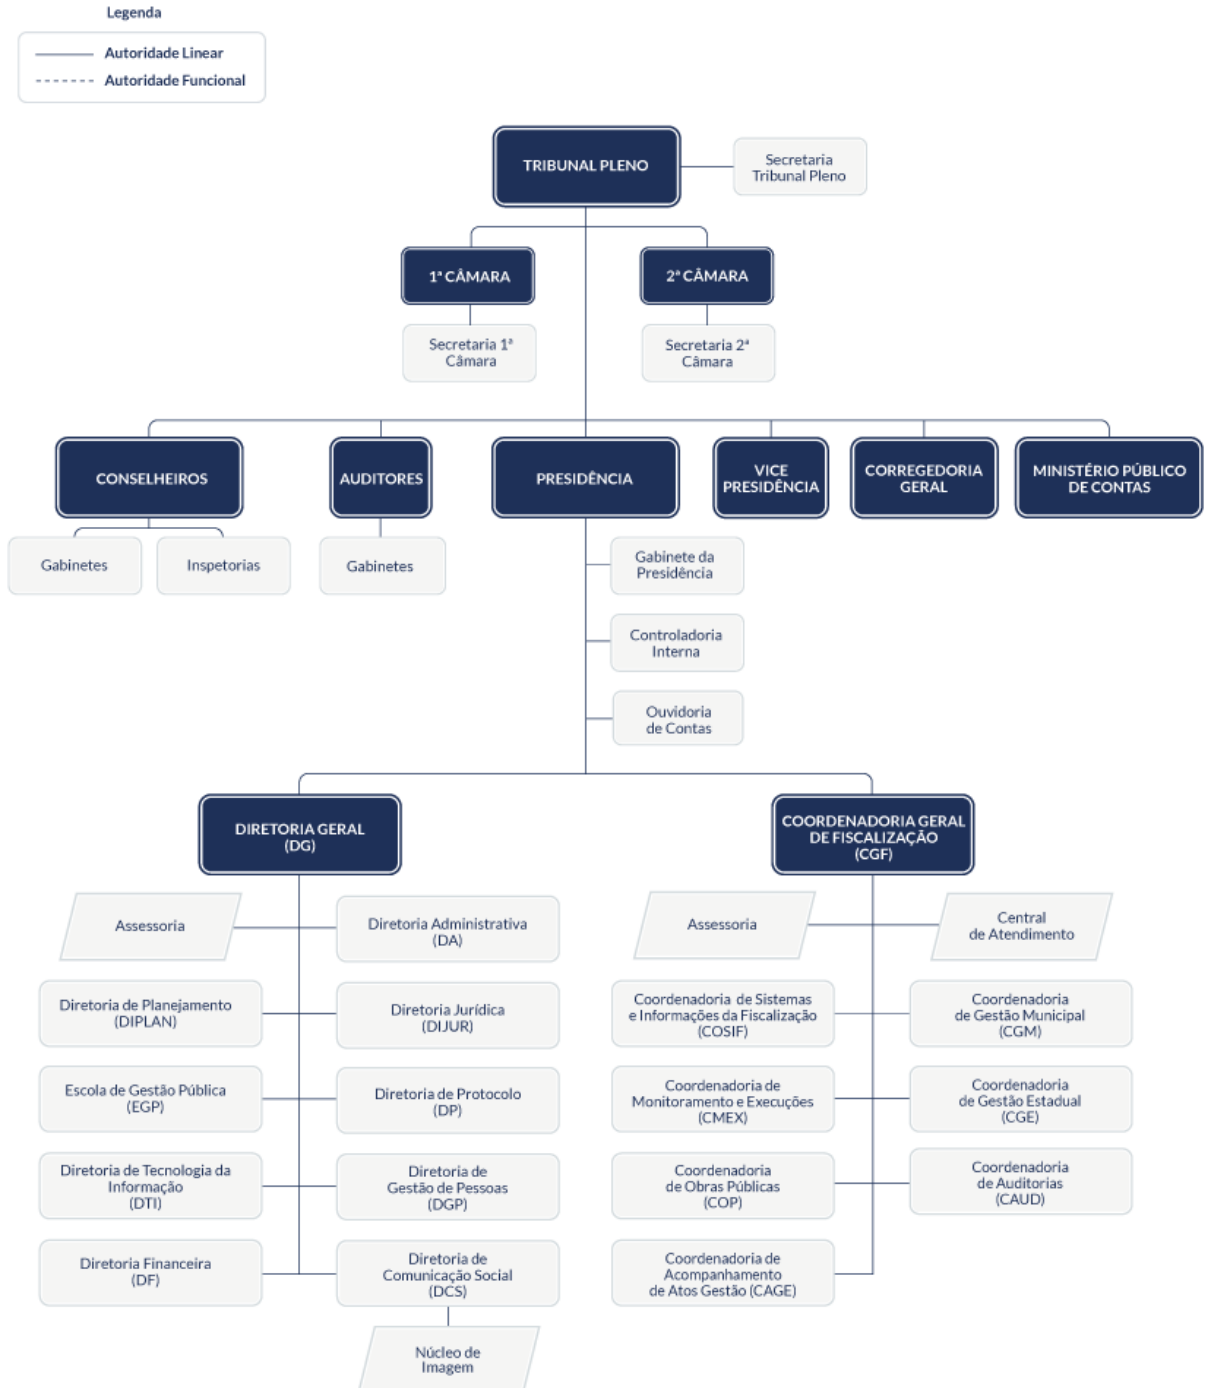 Legenda
Autoridade Linear
Autoridade Funcional
TRIBUNAL PLENO
Secretaria
Tribunal Pleno
1ª CÂMARA
2ª CÂMARA
Secretaria 1ª
Câmara
Secretaria 2ª
Câmara
CONSELHEIROS
AUDITORES
PRESIDÊNCIA
VICE
PRESIDÊNCIA
CORREGEDORIA
GERAL
MINISTÉRIO PÚBLICO
DE CONTAS
Gabinetes
Inspetorias
Gabinetes
Gabinete da
Presidência
Controladoria
Interna
Ouvidoria
de Contas
DIRETORIA GERAL
(DG)
COORDENADORIA GERAL
DE FISCALIZAÇÃO
(CGF)
Assessoria
Diretoria Administrativa
(DA)
Assessoria
Central
de Atendimento
Diretoria de Planejamento
(DIPLAN)
Diretoria Jurídica
(DIJUR)
Coordenadoria de Sistemas
e Informações da Fiscalização
(COSIF)
Coordenadoria
de Gestão Municipal
(CGM)
Escola de Gestão Pública
(EGP)
Diretoria de Protocolo
(DP)
Coordenadoria de
Monitoramento e Execuções
(CMEX)
Coordenadoria
de Gestão Estadual
(CGE)
Diretoria de Tecnologia da
Informação
(DTI)
Diretoria de
Gestão de Pessoas
(DGP)
Coordenadoria
de Obras Públicas
(COP)
Coordenadoria
de Auditorias
(CAUD)
Diretoria Financeira
(DF)
Diretoria de
Comunicação Social
(DCS)
Coordenadoria de
Acompanhamento
de Atos Gestão (CAGE)
Núcleo de
Imagem